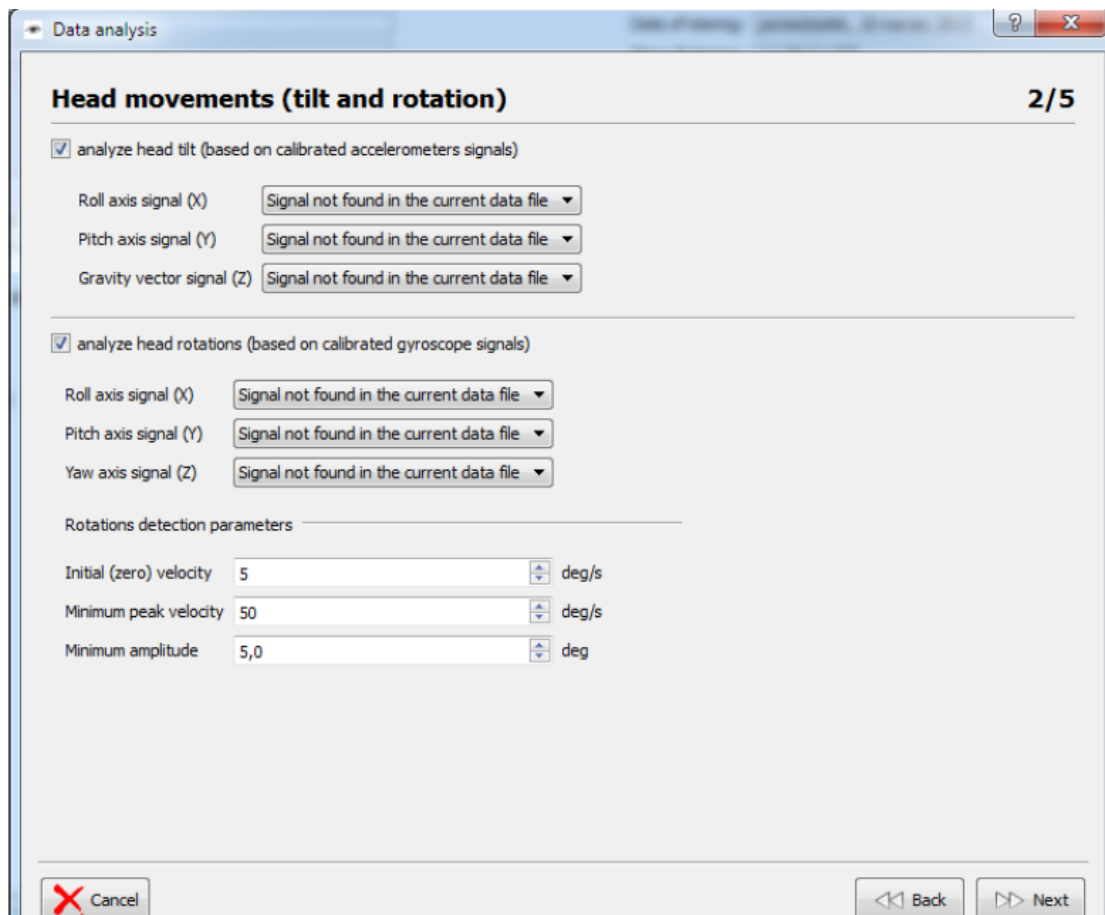 Data analysis
Head movements (tilt and rotation) 2/5
analyze head tilt (based on calibrated accelerometers signals)
Roll axis signal (X) Signal not found in the current data file
Pitch axis signal (Y) Signal not found in the current data file
Gravity vector signal (Z) Signal not found in the current data file
analyze head rotations (based on calibrated gyroscope signals)
Roll axis signal (X) Signal not found in the current data file
Pitch axis signal (Y) Signal not found in the current data file
Yaw axis signal (Z) Signal not found in the current data file
Rotations detection parameters
Initial (zero) velocity 5 deg/s
Minimum peak velocity 50 deg/s
Minimum amplitude 5,0 deg
Cancel Back Next